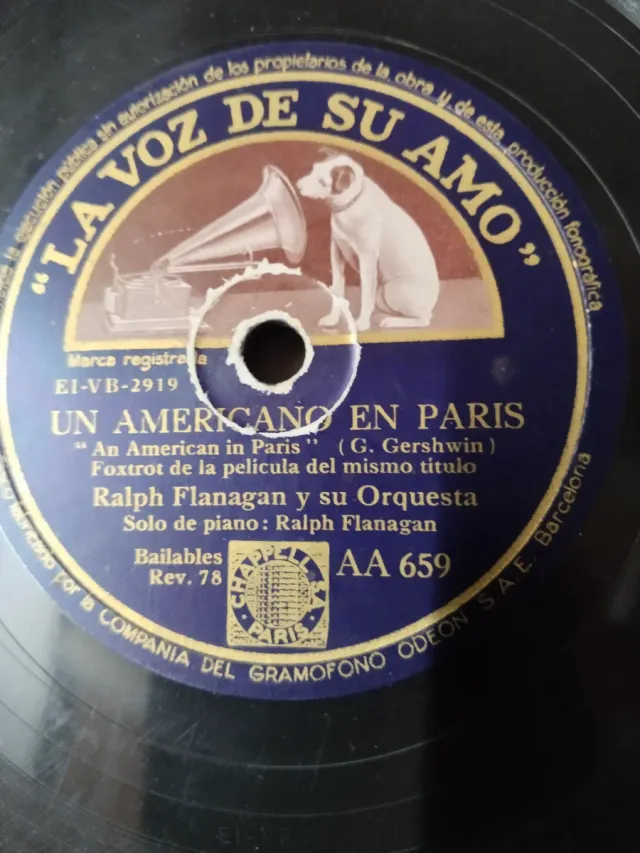 la ejecución pública sin autorización de los propietarios de la obra y de esta producción fonográfica
"LA VOZ DE SU AMO"
Marca registrada
EI-VB-2919
UN AMERICANO EN PARIS
"An American in Paris" (G. Gershwin)
Foxtrot de la película del mismo título
Ralph Flanagan y su Orquesta
Solo de piano: Ralph Flanagan
Bailables
Rev. 78
CHAPPELL S.A.
PARIS
AA 659
por la COMPAÑIA DEL GRAMOFONO ODEON S.A.E. Barcelona